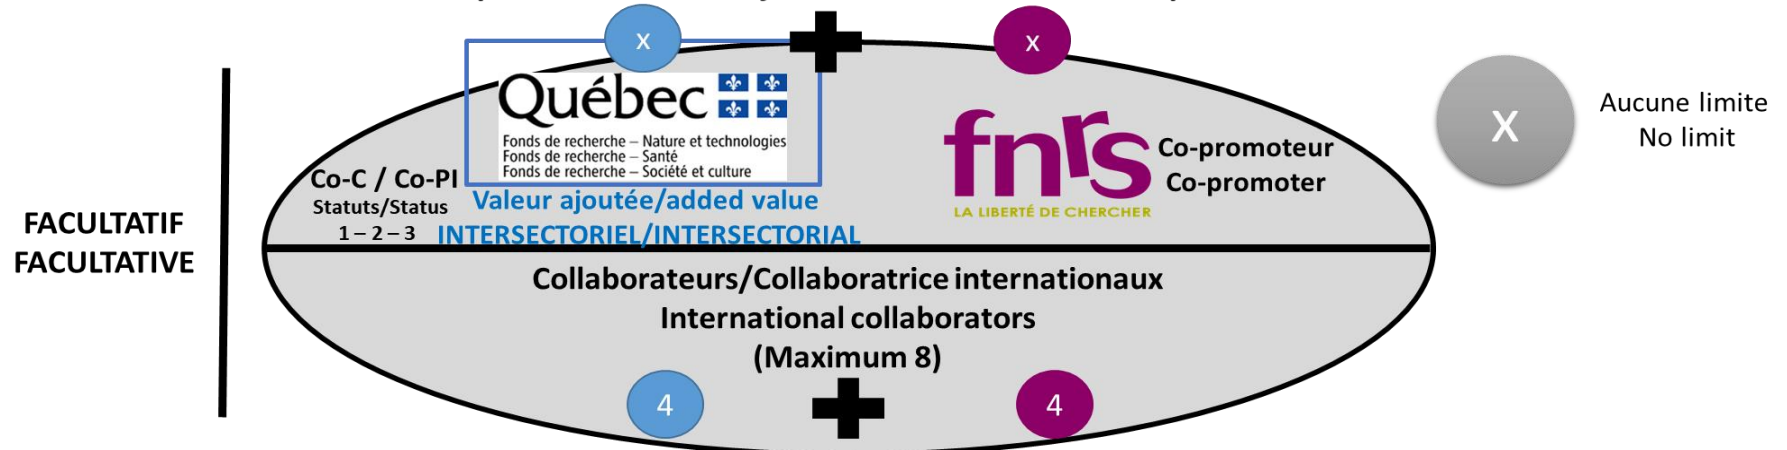 x
x
Québec
Fonds de recherche – Nature et technologies
Fonds de recherche – Santé
Fonds de recherche – Société et culture
fnrs
LA LIBERTÉ DE CHERCHER
Co-promoteur
Co-promoter
X
Aucune limite
No limit
Co-C / Co-PI
Statuts/Status
1 – 2 – 3
Valeur ajoutée/added value
INTERSECTORIEL/INTERSECTORIAL
FACULTATIF
FACULTATIVE
Collaborateurs/Collaboratrice internationaux
International collaborators
(Maximum 8)
4
4